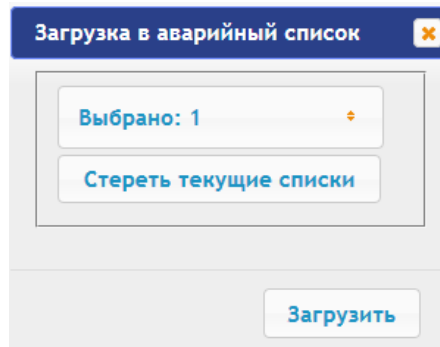 Загрузка в аварийный список
Выбрано: 1
Стереть текущие списки
Загрузить